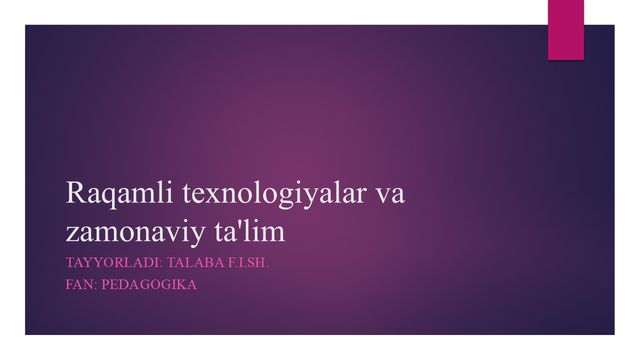 Raqamli texnologiyalar va
zamonaviy ta'lim
TAYYORLADI: TALABA F.I.SH.
FAN: PEDAGOGIKA